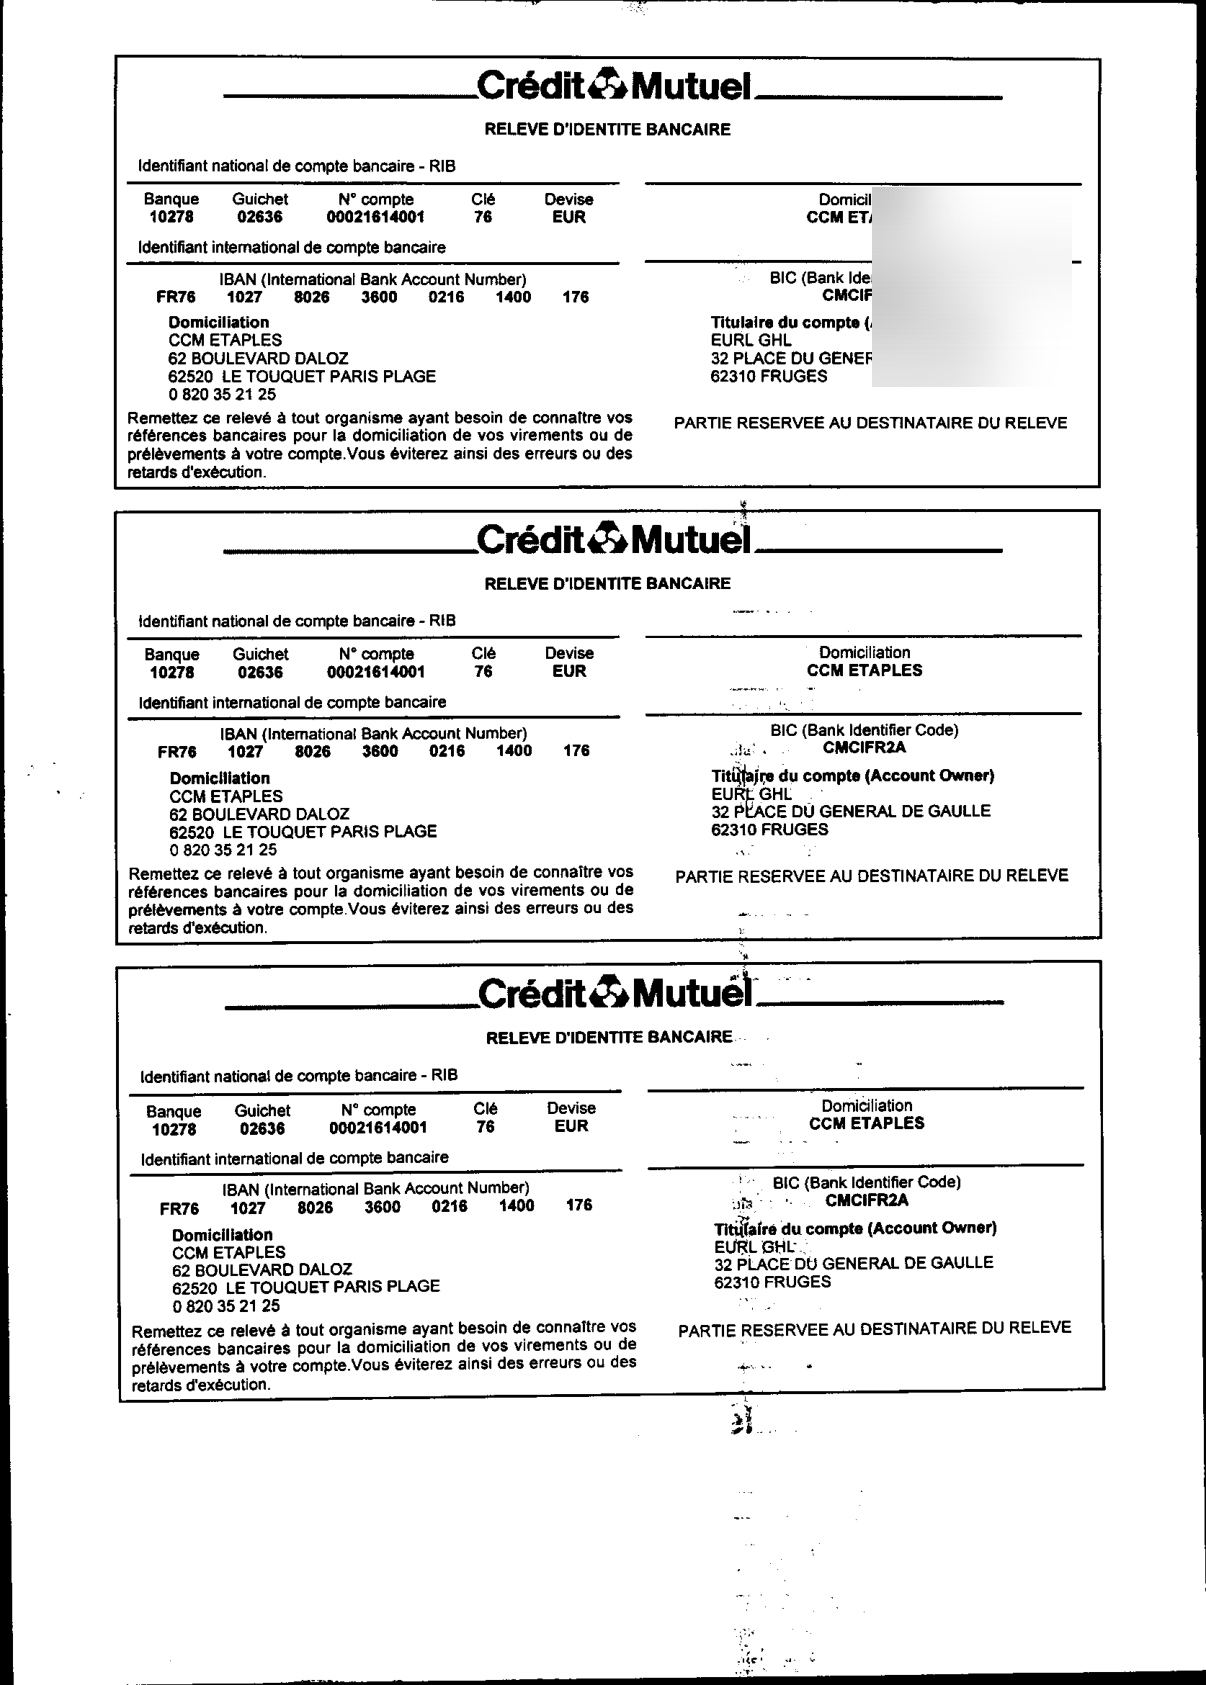 Crédit Mutuel
RELEVE D'IDENTITE BANCAIRE
Identifiant national de compte bancaire - RIB
Banque Guichet N° compte Clé Devise
10278 02636 00021614001 76 EUR
CCM
Identifiant international de compte bancaire
IBAN (International Bank Account Number)
FR76 1027 8026 3600 0216 1400 176
BIC (Bank
Domiciliation
CCM ETAPLES
62 BOULEVARD DALOZ
62520 LE TOUQUET PARIS PLAGE
0 820 35 21 25
Titulaire du compte
EURL GHL
32 PLACE DU
62310 FRUGES
Remettez ce relevé à tout organisme ayant besoin de connaître vos
références bancaires pour la domiciliation de vos virements ou de
prélèvements à votre compte.Vous éviterez ainsi des erreurs ou des
retards d'exécution.
PARTIE RESERVEE AU DESTINATAIRE DU RELEVE
Crédit Mutuel
RELEVE D'IDENTITE BANCAIRE
Identifiant national de compte bancaire - RIB
Banque Guichet N° compte Clé Devise
10278 02636 00021614001 76 EUR
Domiciliation
CCM ETAPLES
Identifiant international de compte bancaire
IBAN (International Bank Account Number)
FR76 1027 8026 3600 0216 1400 176
BIC (Bank Identifier Code)
CMCIFR2A
Domiciliation
CCM ETAPLES
62 BOULEVARD DALOZ
62520 LE TOUQUET PARIS PLAGE
0 820 35 21 25
Titulaire du compte (Account Owner)
EURL GHL
32 PLACE DU GENERAL DE GAULLE
62310 FRUGES
Remettez ce relevé à tout organisme ayant besoin de connaître vos
références bancaires pour la domiciliation de vos virements ou de
prélèvements à votre compte.Vous éviterez ainsi des erreurs ou des
retards d'exécution.
PARTIE RESERVEE AU DESTINATAIRE DU RELEVE
Crédit Mutuel
RELEVE D'IDENTITE BANCAIRE
Identifiant national de compte bancaire - RIB
Banque Guichet N° compte Clé Devise
10278 02636 00021614001 76 EUR
Domiciliation
CCM ETAPLES
Identifiant international de compte bancaire
IBAN (International Bank Account Number)
FR76 1027 8026 3600 0216 1400 176
BIC (Bank Identifier Code)
CMCIFR2A
Domiciliation
CCM ETAPLES
62 BOULEVARD DALOZ
62520 LE TOUQUET PARIS PLAGE
0 820 35 21 25
Titulaire du compte (Account Owner)
EURL GHL
32 PLACE DU GENERAL DE GAULLE
62310 FRUGES
Remettez ce relevé à tout organisme ayant besoin de connaître vos
références bancaires pour la domiciliation de vos virements ou de
prélèvements à votre compte.Vous éviterez ainsi des erreurs ou des
retards d'exécution.
PARTIE RESERVEE AU DESTINATAIRE DU RELEVE